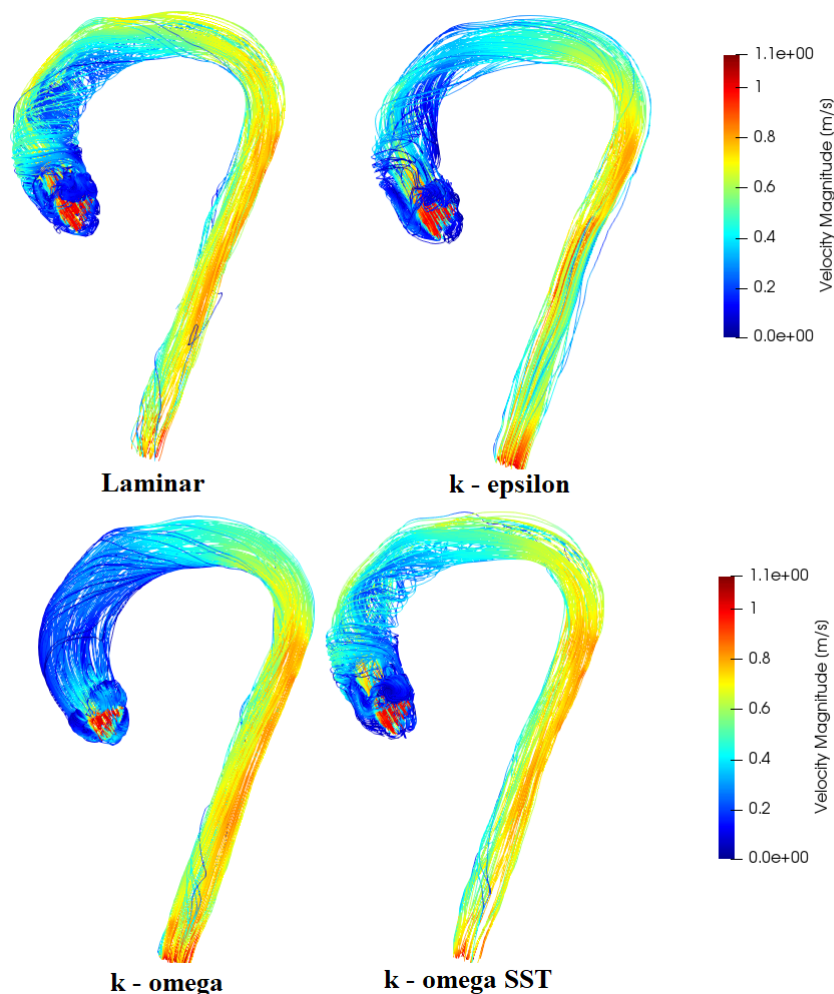 1.1e+00
1
0.8
0.6
0.4
0.2
0.0e+00
Velocity Magnitude (m/s)
Laminar
k - epsilon
1.1e+00
1
0.8
0.6
0.4
0.2
0.0e+00
Velocity Magnitude (m/s)
k - omega
k - omega SST